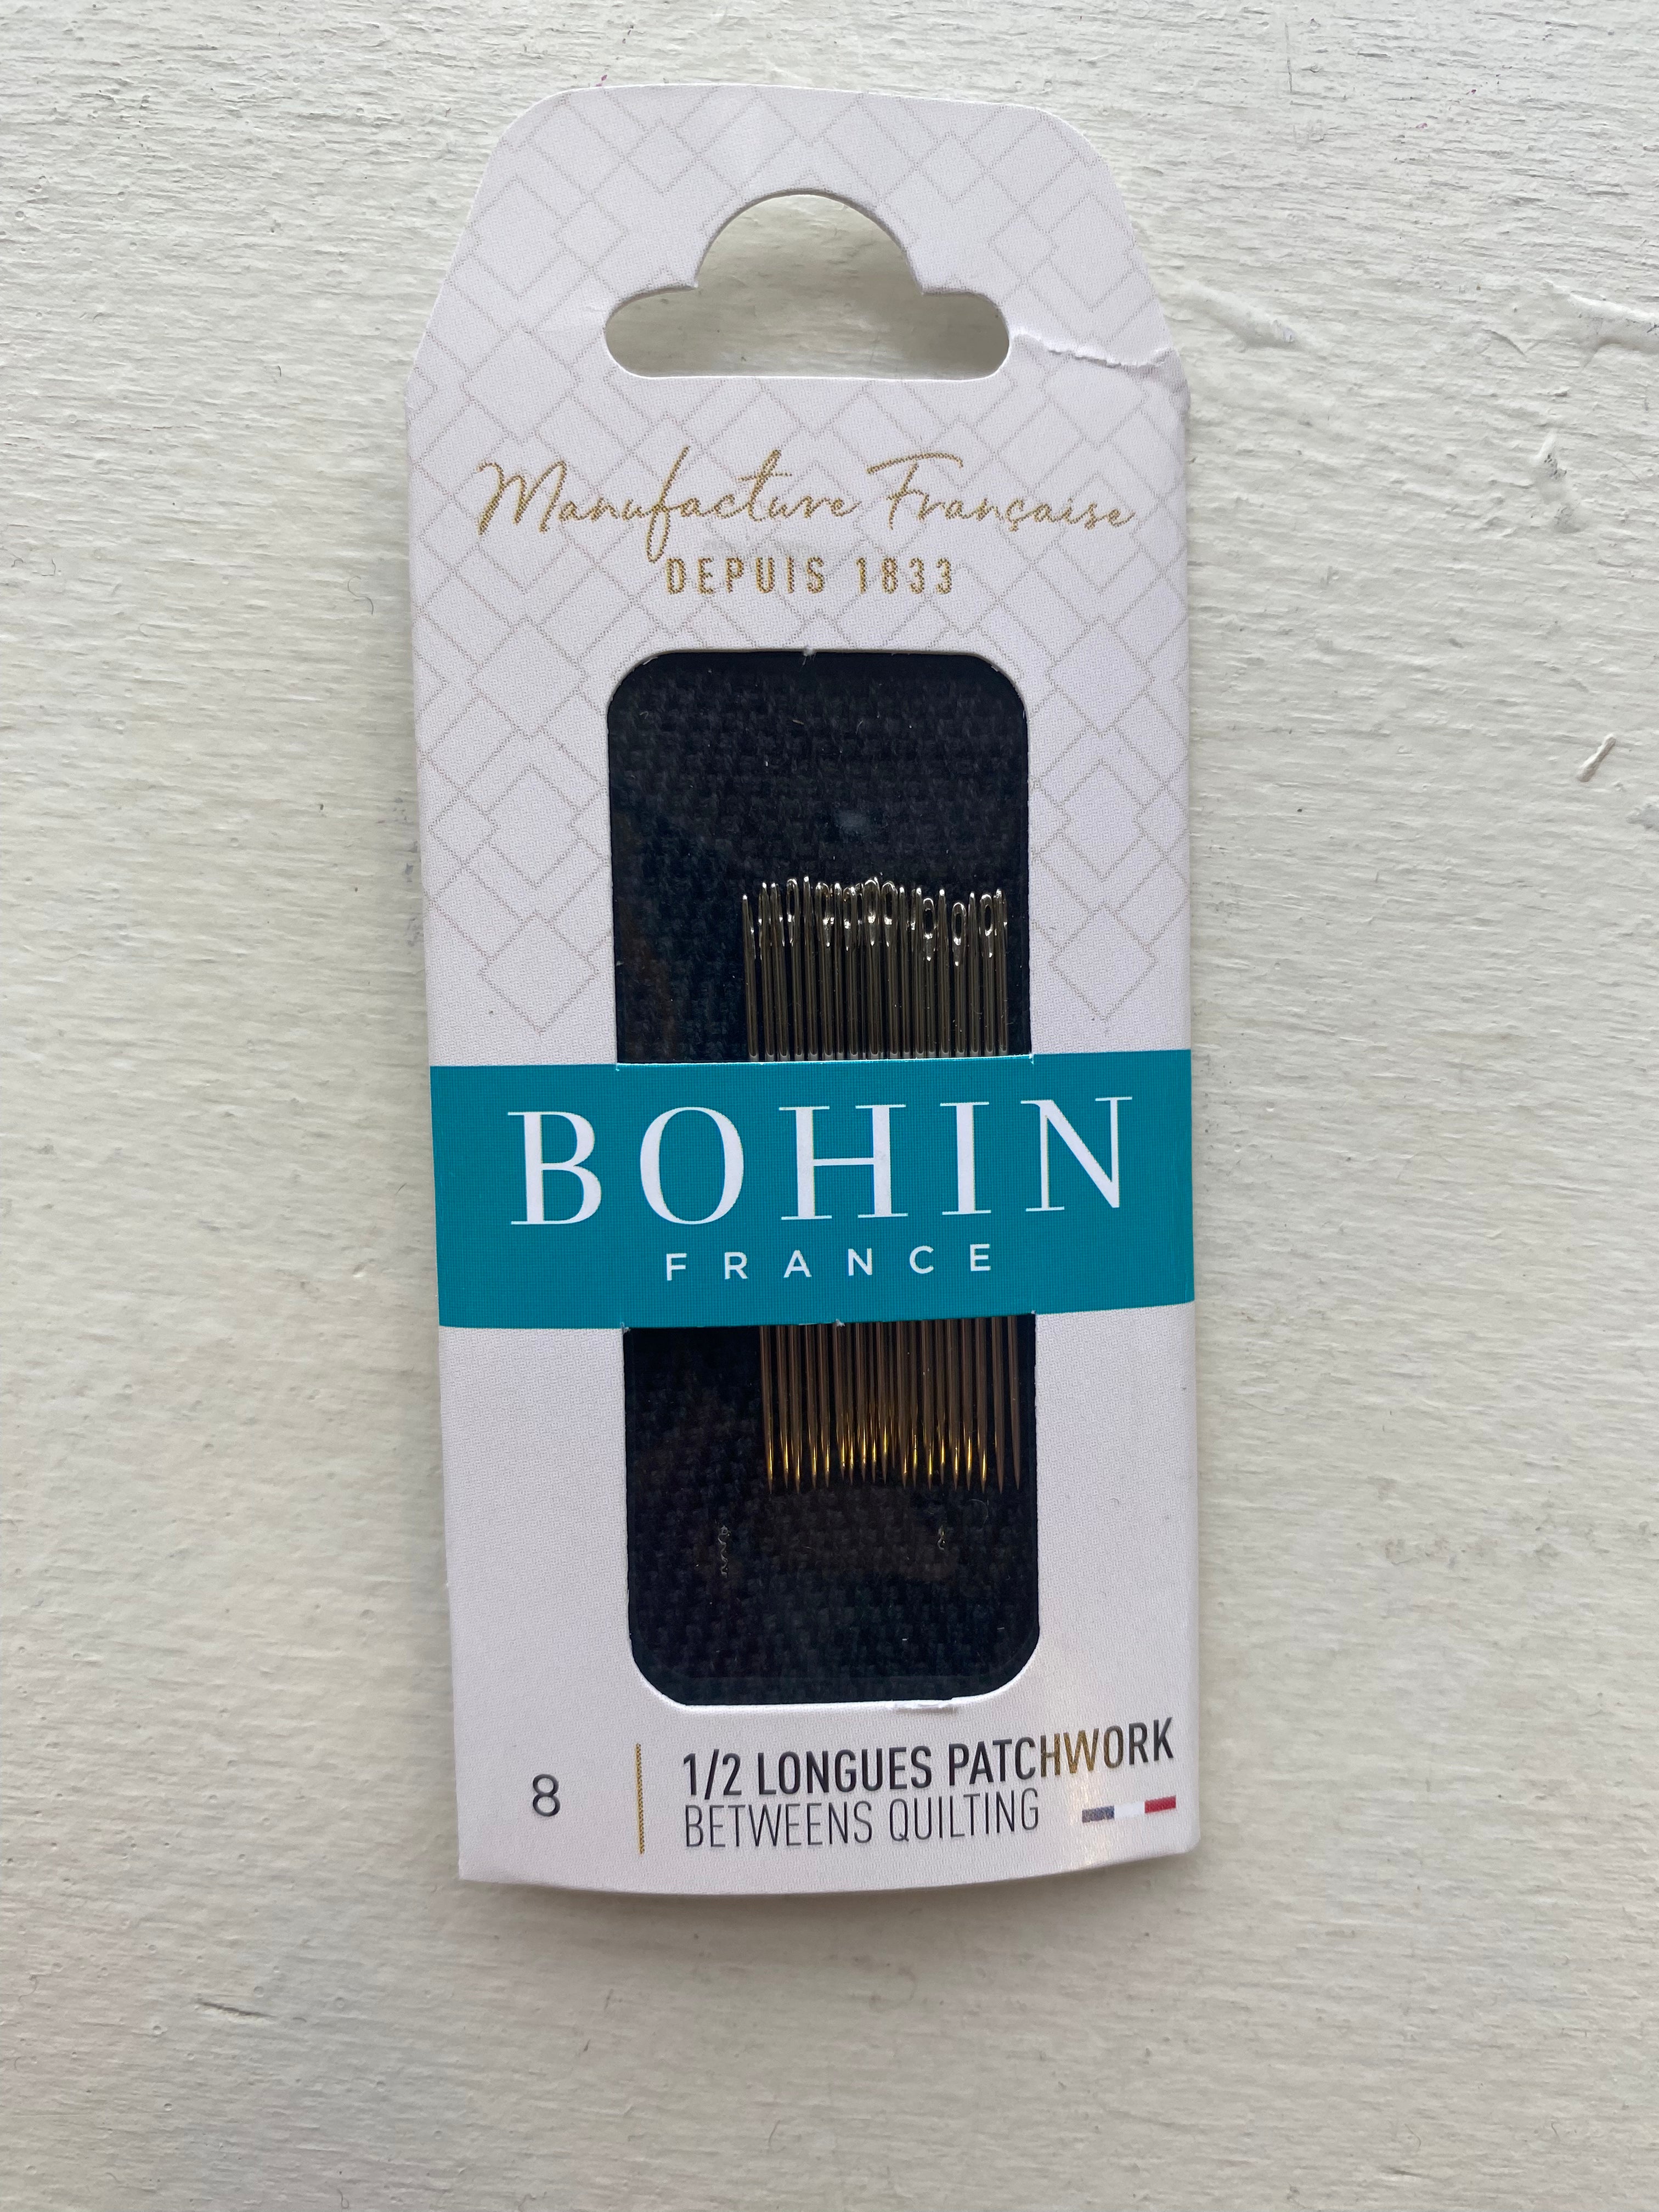 Manufacture Française
DEPUIS 1833
BOHIN
FRANCE
8
1/2 LONGUES PATCHWORK
BETWEENS QUILTING